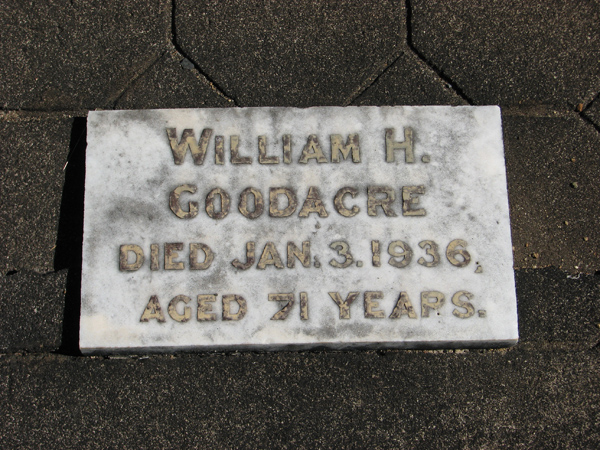 WILLIAM H.
GOODACRE
DIED JAN. 3. 1936,
AGED 71 YEARS.